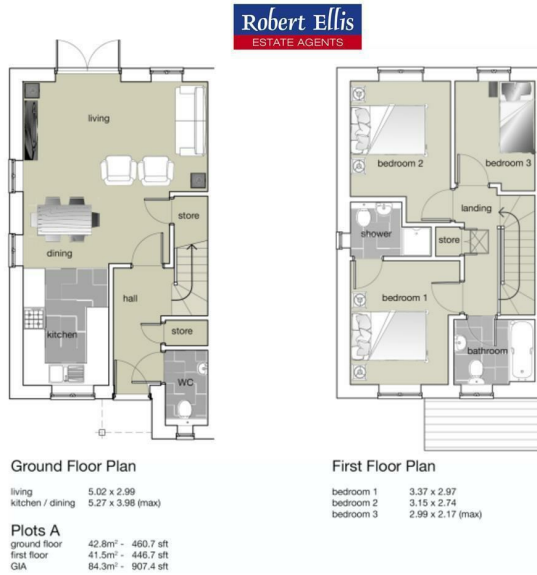 Robert Ellis
ESTATE AGENTS
living
store
dining
hall
kitchen
store
WC
bedroom 2
bedroom 3
landing
shower
store
bedroom 1
bathroom
Ground Floor Plan
living 5.02 x 2.99
kitchen / dining 5.27 x 3.98 (max)
Plots A
ground floor 42.8m² - 460.7 sft
first floor 41.5m² - 446.7 sft
GIA 84.3m² - 907.4 sft
First Floor Plan
bedroom 1 3.37 x 2.97
bedroom 2 3.15 x 2.74
bedroom 3 2.99 x 2.17 (max)